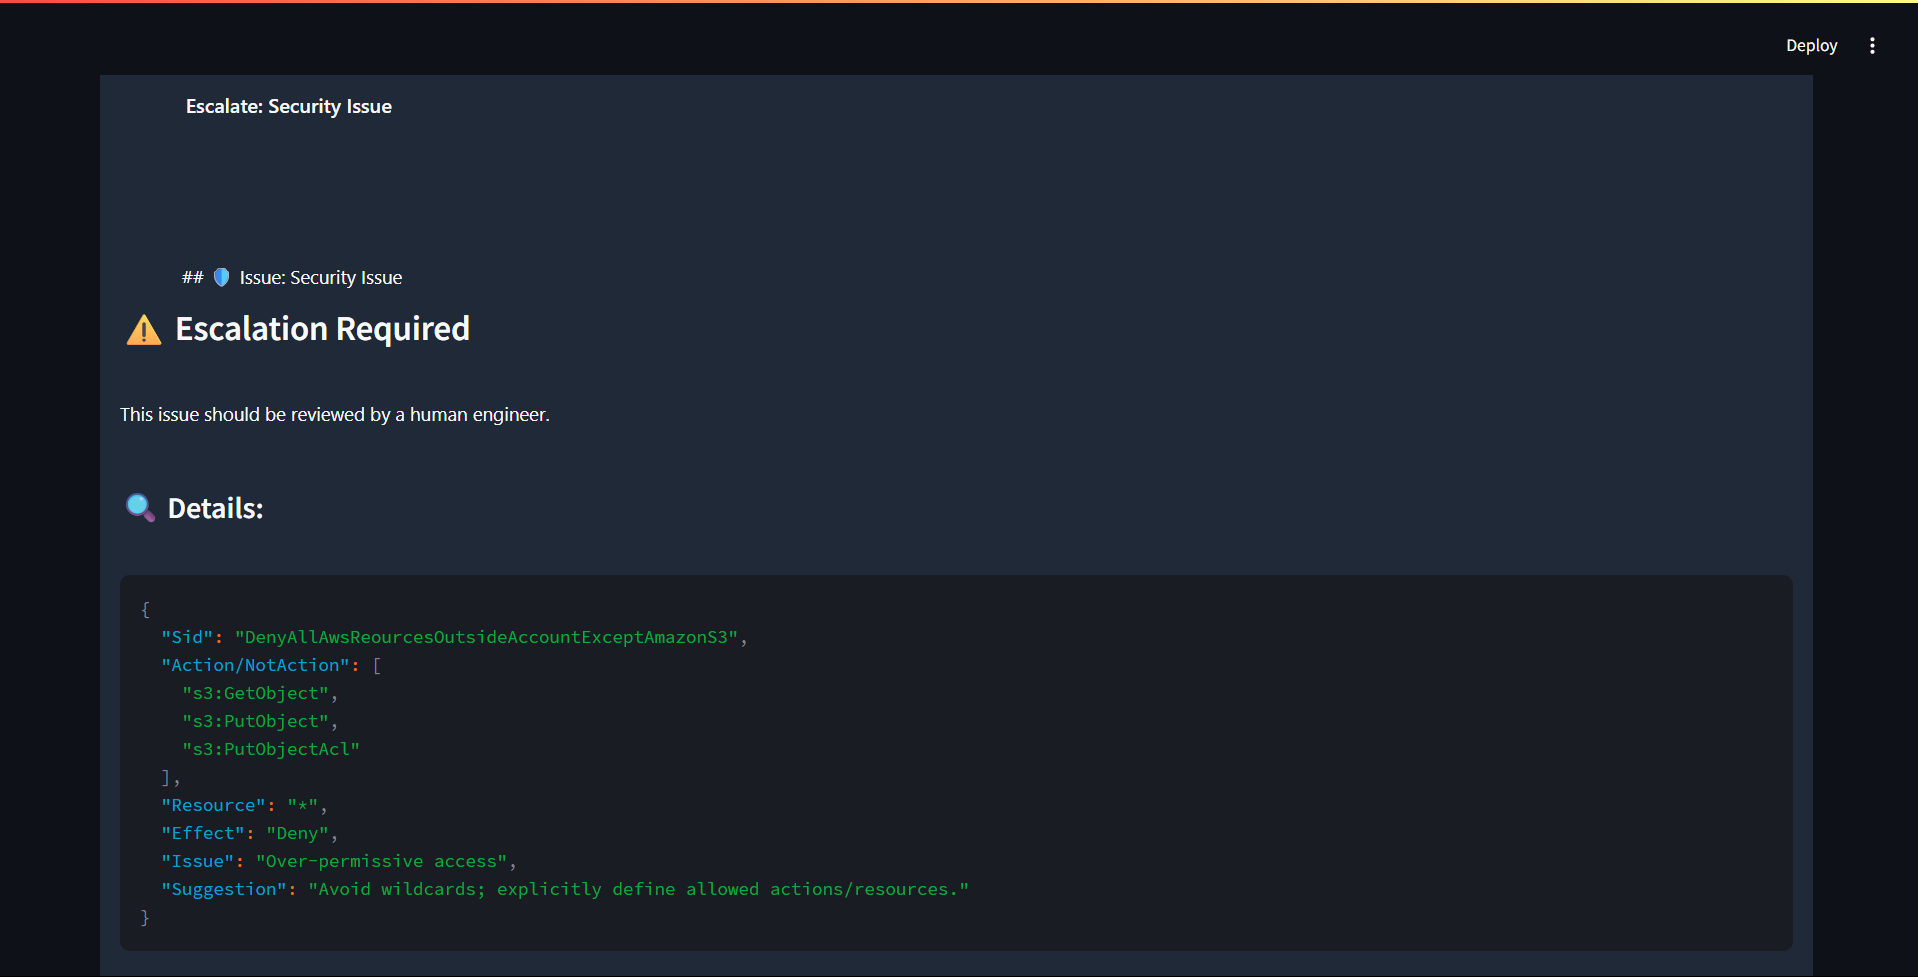 Deploy
Escalate: Security Issue
## 🛡️ Issue: Security Issue
⚠️ Escalation Required
This issue should be reviewed by a human engineer.
🔍 Details:
{
"Sid": "DenyAllAwsReourcesOutsideAccountExceptAmazonS3",
"Action/NotAction": [
"s3:GetObject",
"s3:PutObject",
"s3:PutObjectAcl"
],
"Resource": "*",
"Effect": "Deny",
"Issue": "Over-permissive access",
"Suggestion": "Avoid wildcards; explicitly define allowed actions/resources."
}